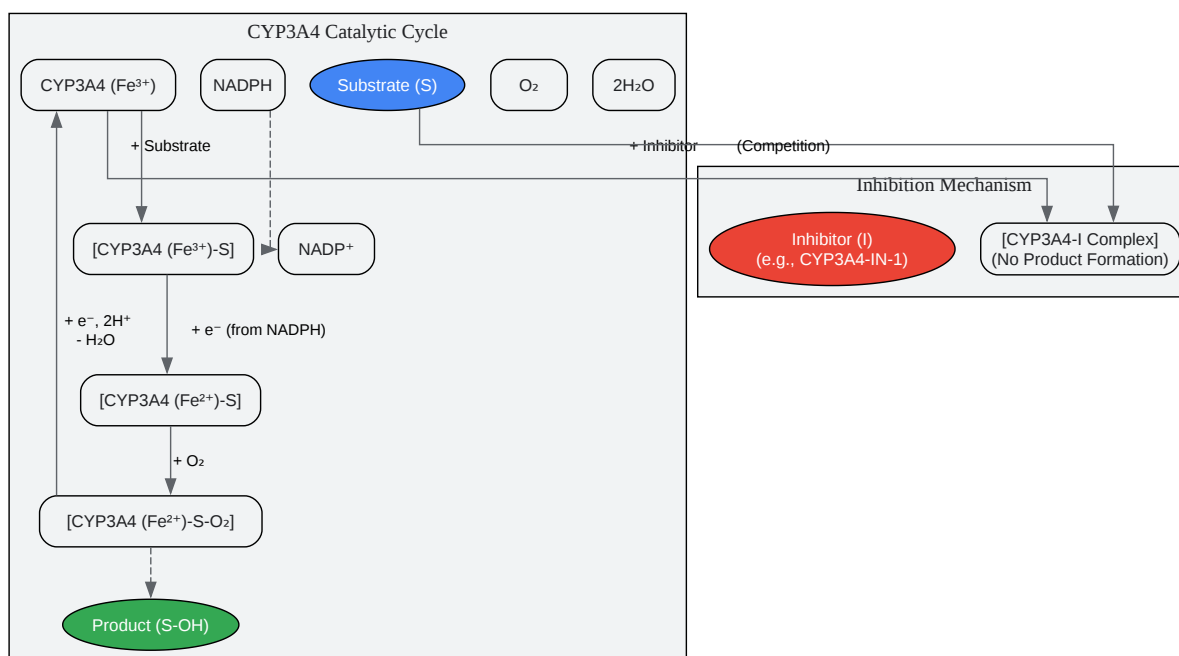 CYP3A4 Catalytic Cycle
CYP3A4 (Fe³⁺)
NADPH
Substrate (S)
O₂
2H₂O
+ Substrate
+ Inhibitor
(Competition)
Inhibition Mechanism
[CYP3A4 (Fe³⁺)-S]
NADP⁺
Inhibitor (I)
(e.g., CYP3A4-IN-1)
[CYP3A4-I Complex]
(No Product Formation)
+ e⁻, 2H⁺
- H₂O
+ e⁻ (from NADPH)
[CYP3A4 (Fe²⁺)-S]
+ O₂
[CYP3A4 (Fe²⁺)-S-O₂]
Product (S-OH)